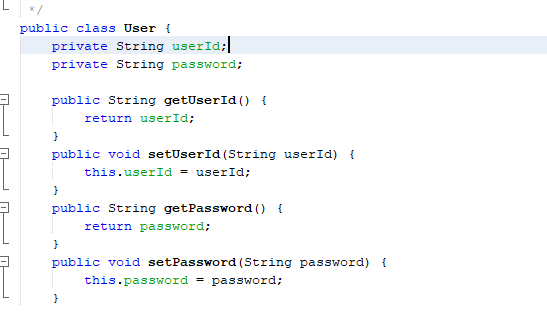 */
public class User {
    private String userId;
    private String password;

    public String getUserId() {
        return userId;
    }
    public void setUserId(String userId) {
        this.userId = userId;
    }
    public String getPassword() {
        return password;
    }
    public void setPassword(String password) {
        this.password = password;
    }